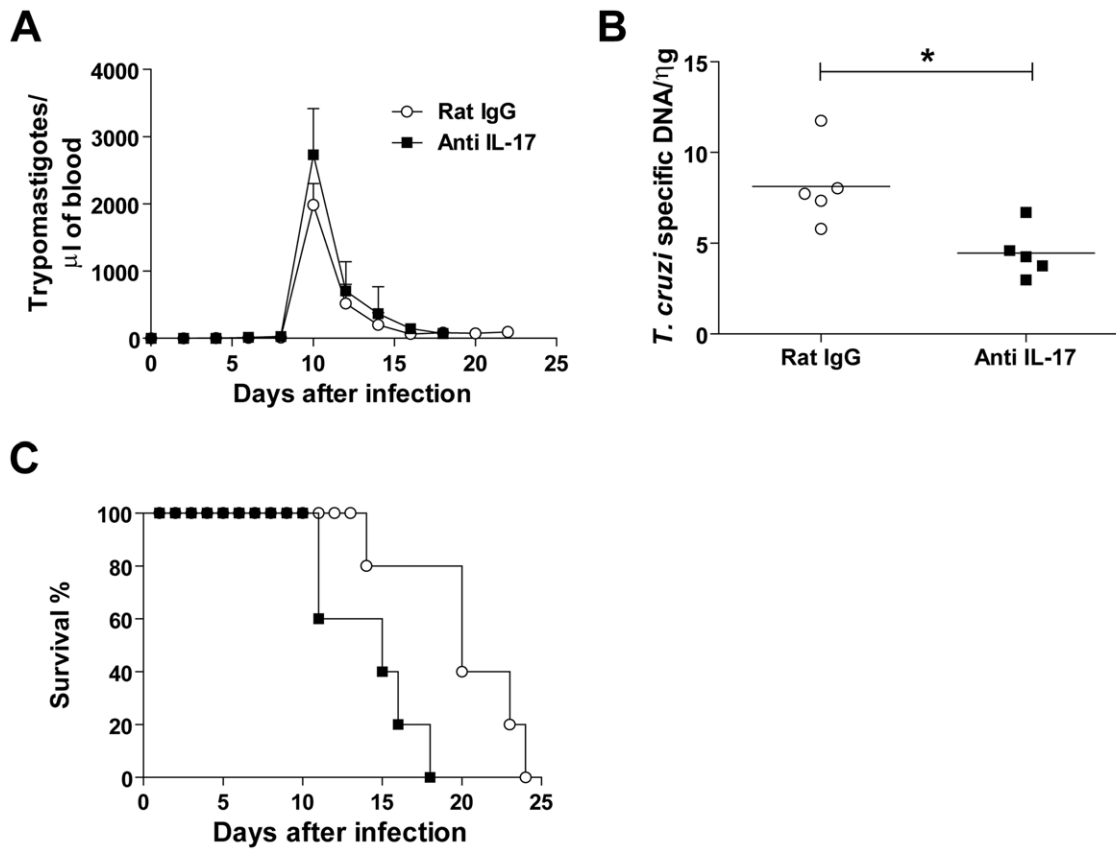 A
Trypomastigotes/
μl of blood
4000
3000
2000
1000
0
Rat IgG
Anti IL-17
0 5 10 15 20 25
Days after infection
B
T. cruzi specific DNA/ηg
15
10
5
0
*
Rat IgG Anti IL-17
C
Survival %
100
80
60
40
20
0
0 5 10 15 20 25
Days after infection